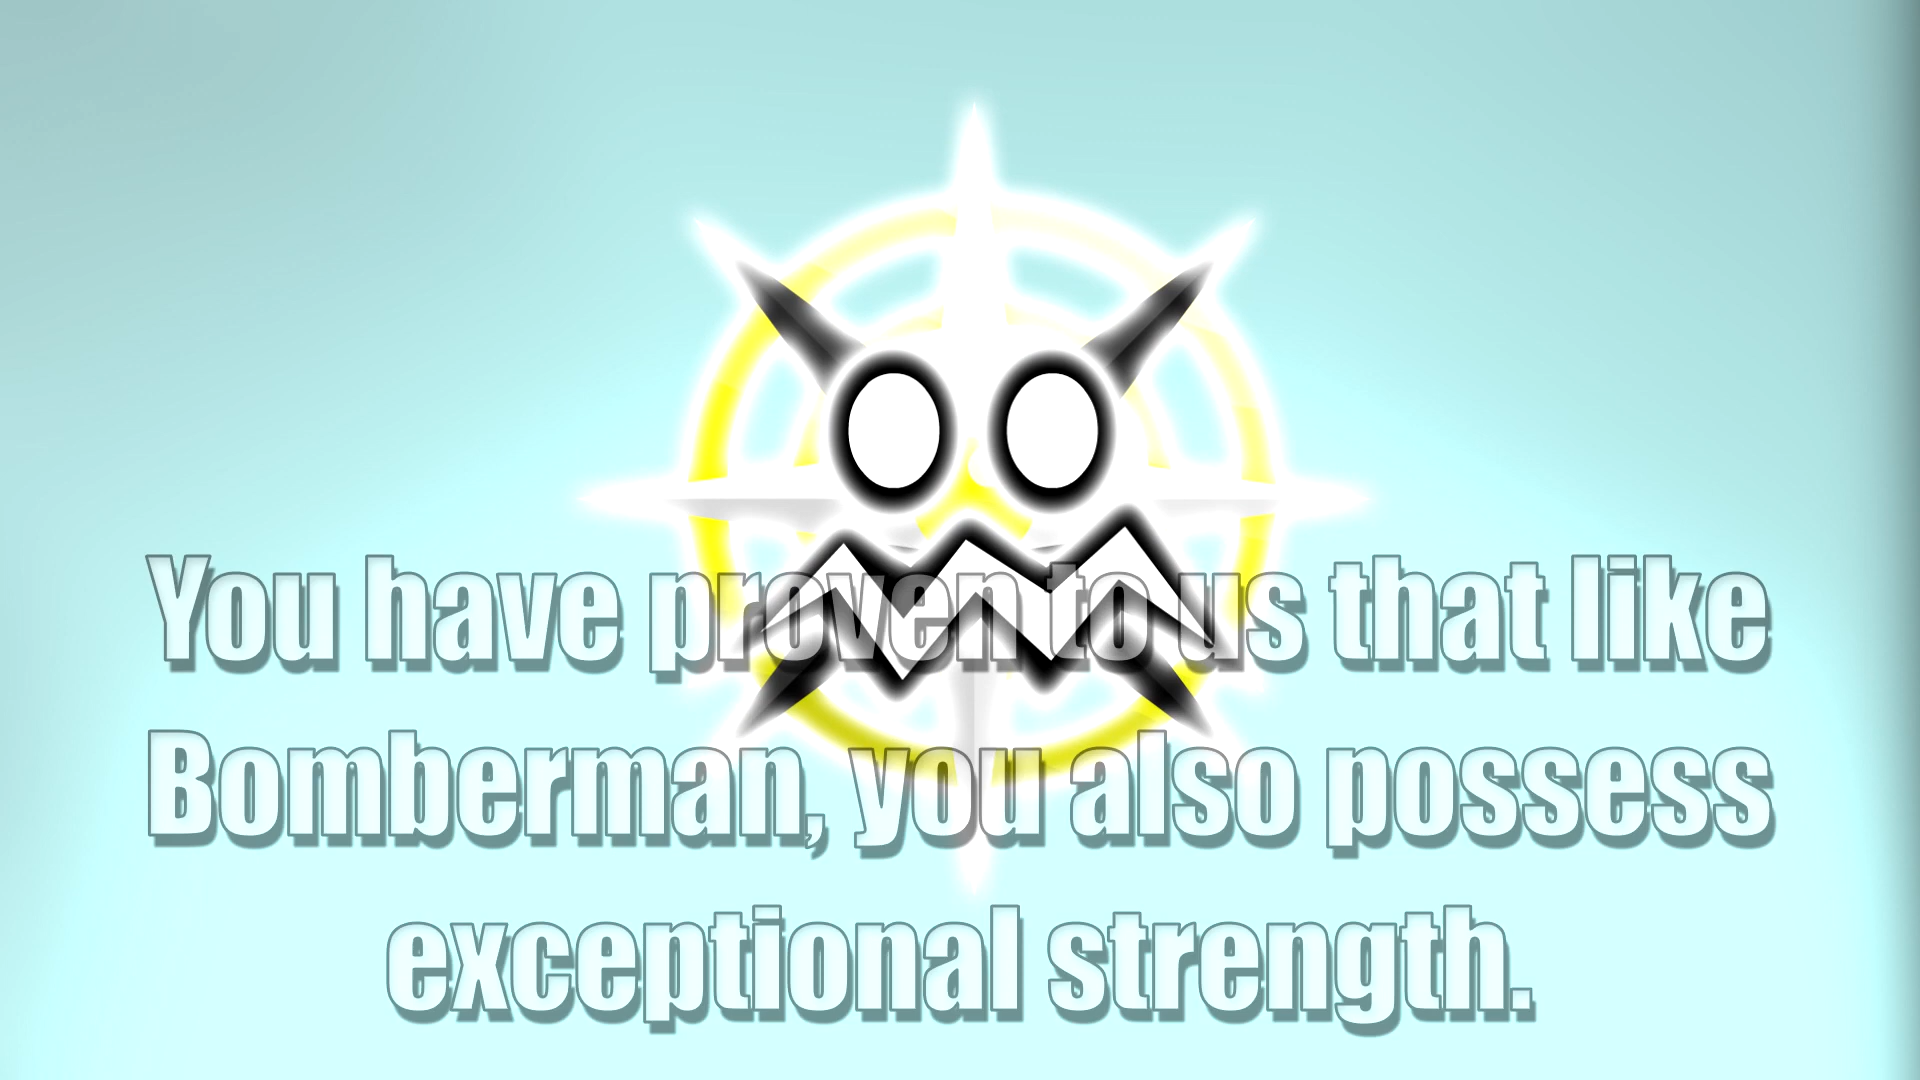 You have proven to us that like
Bomberman, you also possess
exceptional strength.